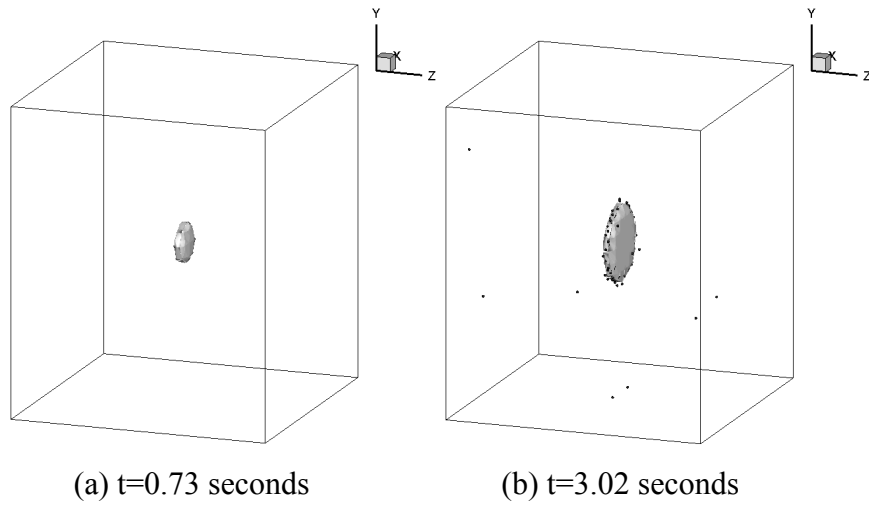 Y
X
Z
Y
X
Z
(a) t=0.73 seconds
(b) t=3.02 seconds